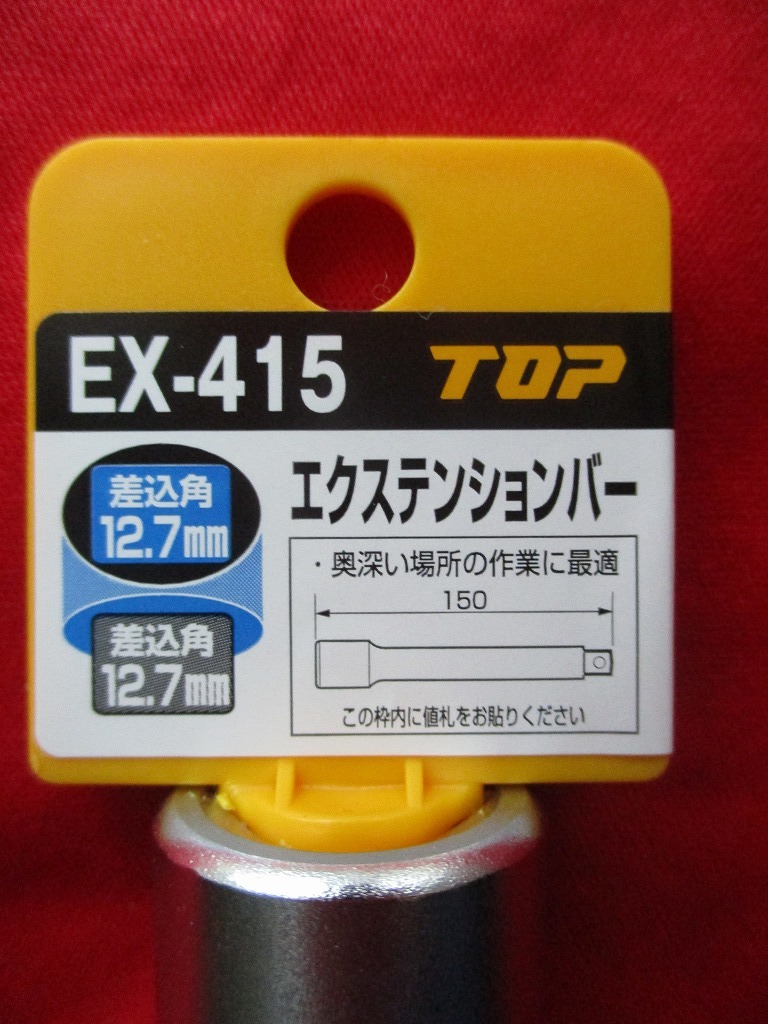 EX-415 TOP
差込角
12.7mm
差込角
12.7mm
エクステンションバー
・奥深い場所の作業に最適
150
この枠内に値札をお貼りください